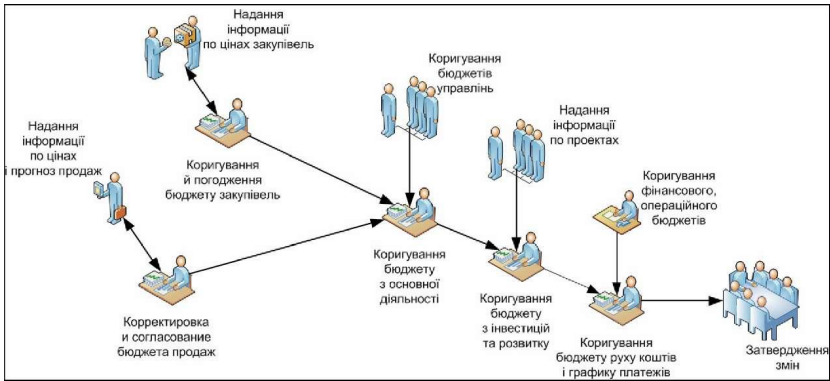 Надання
інформації
по цінах закупівель
Коригування
бюджетів
управлінь
Надання
інформації
по проектах
Надання
інформації
по цінах
і прогноз продаж
Коригування
й погодження
бюджету закупівель
Коригування
фінансового,
операційного
бюджетів
Коригування
бюджету
з основної
діяльності
Коригування
бюджету
з інвестицій
та розвитку
Корректировка
и согласование
бюджета продаж
Коригування
бюджету руху коштів
і графику платежів
Затвердження
змін